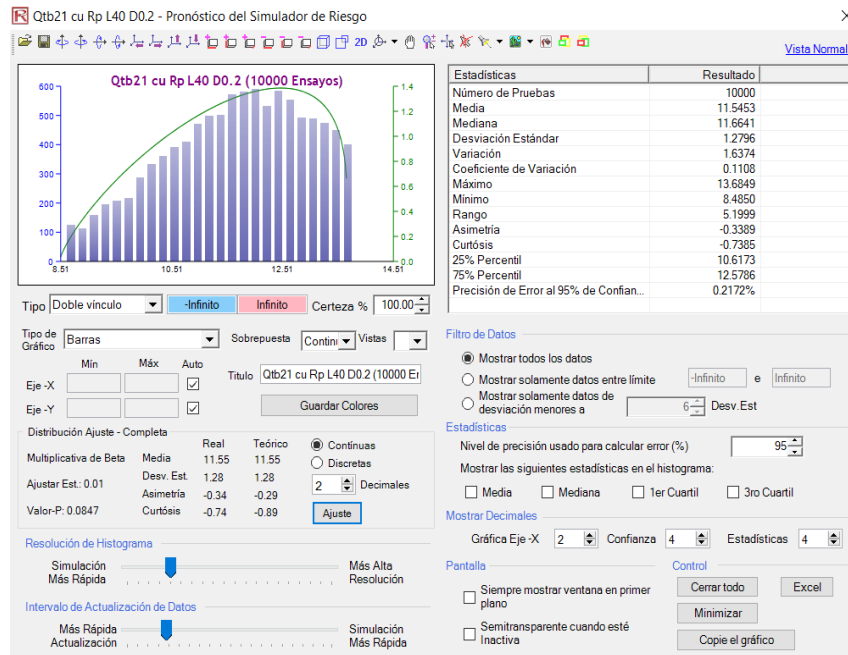 Qtb21 cu Rp L40 D0.2 - Pronóstico del Simulador de Riesgo
2D
Vista Normal
Qtb21 cu Rp L40 D0.2 (10000 Ensayos)
600
500
400
300
200
100
0
1.4
1.2
1.0
0.8
0.6
0.4
0.2
0.0
8.51 10.51 12.51 14.51
Estadísticas Resultado
Número de Pruebas 10000
Media 11.5453
Mediana 11.6641
Desviación Estándar 1.2796
Variación 1.6374
Coeficiente de Variación 0.1108
Máximo 13.6849
Mínimo 8.4850
Rango 5.1999
Asimetría -0.3389
Curtósis -0.7385
25% Percentil 10.6173
75% Percentil 12.5786
Precisión de Error al 95% de Confian... 0.2172%
Tipo Doble vínculo -Infinito Infinito Certeza % 100.00
Tipo de Gráfico Barras Sobrepuesta Continu Vistas
Mín Máx Auto
Titulo Qtb21 cu Rp L40 D0.2 (10000 Er
Eje -X
Eje -Y
Guardar Colores
Distribución Ajuste - Completa
Real Teórico
Multiplicativa de Beta Media 11.55 11.55
Desv. Est. 1.28 1.28
Ajustar Est.: 0.01
Asimetría -0.34 -0.29
Valor-P: 0.0847 Curtósis -0.74 -0.89
Contínuas
Discretas
2 Decimales
Ajuste
Resolución de Histograma
Simulación Más Rápida
Más Alta Resolución
Intervalo de Actualización de Datos
Más Rápida Actualización
Simulación Más Rápida
Filtro de Datos
Mostrar todos los datos
Mostrar solamente datos entre límite -Infinito e Infinito
Mostrar solamente datos de
desviación menores a 6 Desv.Est
Estadísticas
Nivel de precisión usado para calcular error (%) 95
Mostrar las siguientes estadísticas en el histograma:
Media Mediana 1er Cuartil 3ro Cuartil
Mostrar Decimales
Gráfica Eje -X 2 Confianza 4 Estadísticas 4
Pantalla
Siempre mostrar ventana en primer
plano
Semitransparente cuando esté
Inactiva
Control
Cerrar todo Excel
Minimizar
Copie el gráfico